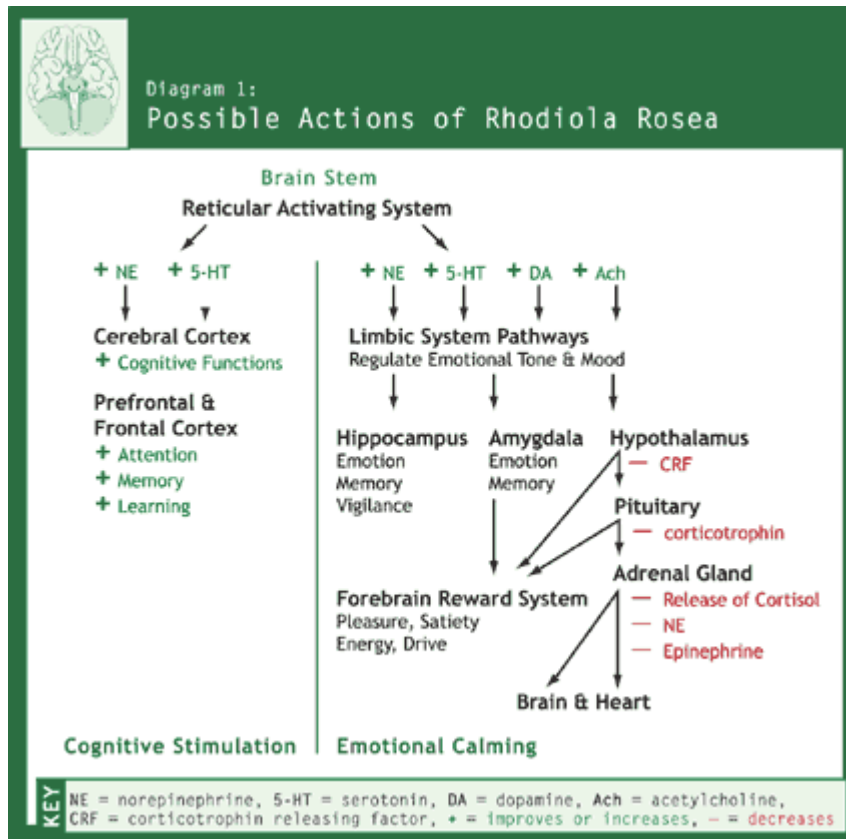 Diagram 1:
Possible Actions of Rhodiola Rosea
Brain Stem
Reticular Activating System
+ NE + 5-HT
Cerebral Cortex
+ Cognitive Functions
Prefrontal &
Frontal Cortex
+ Attention
+ Memory
+ Learning
Cognitive Stimulation
+ NE + 5-HT + DA + Ach
Limbic System Pathways
Regulate Emotional Tone & Mood
Hippocampus
Emotion
Memory
Vigilance
Amygdala
Emotion
Memory
Hypothalamus
— CRF
Pituitary
— corticotrophin
Adrenal Gland
— Release of Cortisol
— NE
— Epinephrine
Forebrain Reward System
Pleasure, Satiety
Energy, Drive
Brain & Heart
Emotional Calming
KEY
NE = norepinephrine, 5-HT = serotonin, DA = dopamine, Ach = acetylcholine,
CRF = corticotrophin releasing factor, + = improves or increases, — = decreases